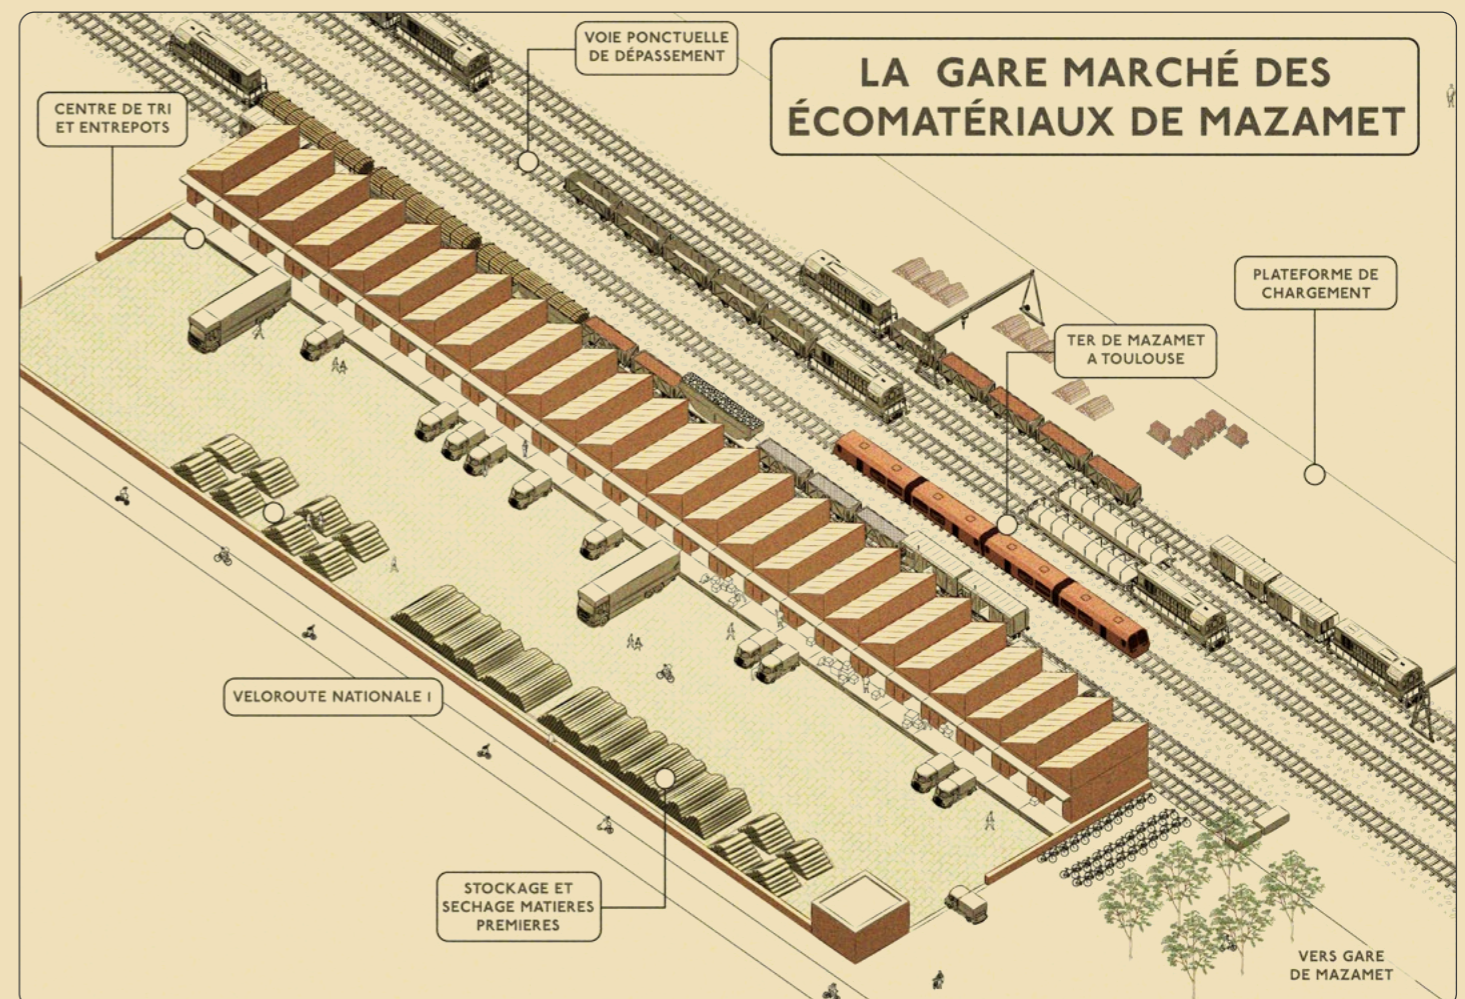 VOIE PONCTUELLE
DE DÉPASSEMENT
LA GARE MARCHÉ DES
ÉCOMATÉRIAUX DE MAZAMET
CENTRE DE TRI
ET ENTREPOTS
PLATEFORME DE
CHARGEMENT
TER DE MAZAMET
A TOULOUSE
VELOROUTE NATIONALE I
STOCKAGE ET
SECHAGE MATIERES
PREMIERES
VERS GARE
DE MAZAMET